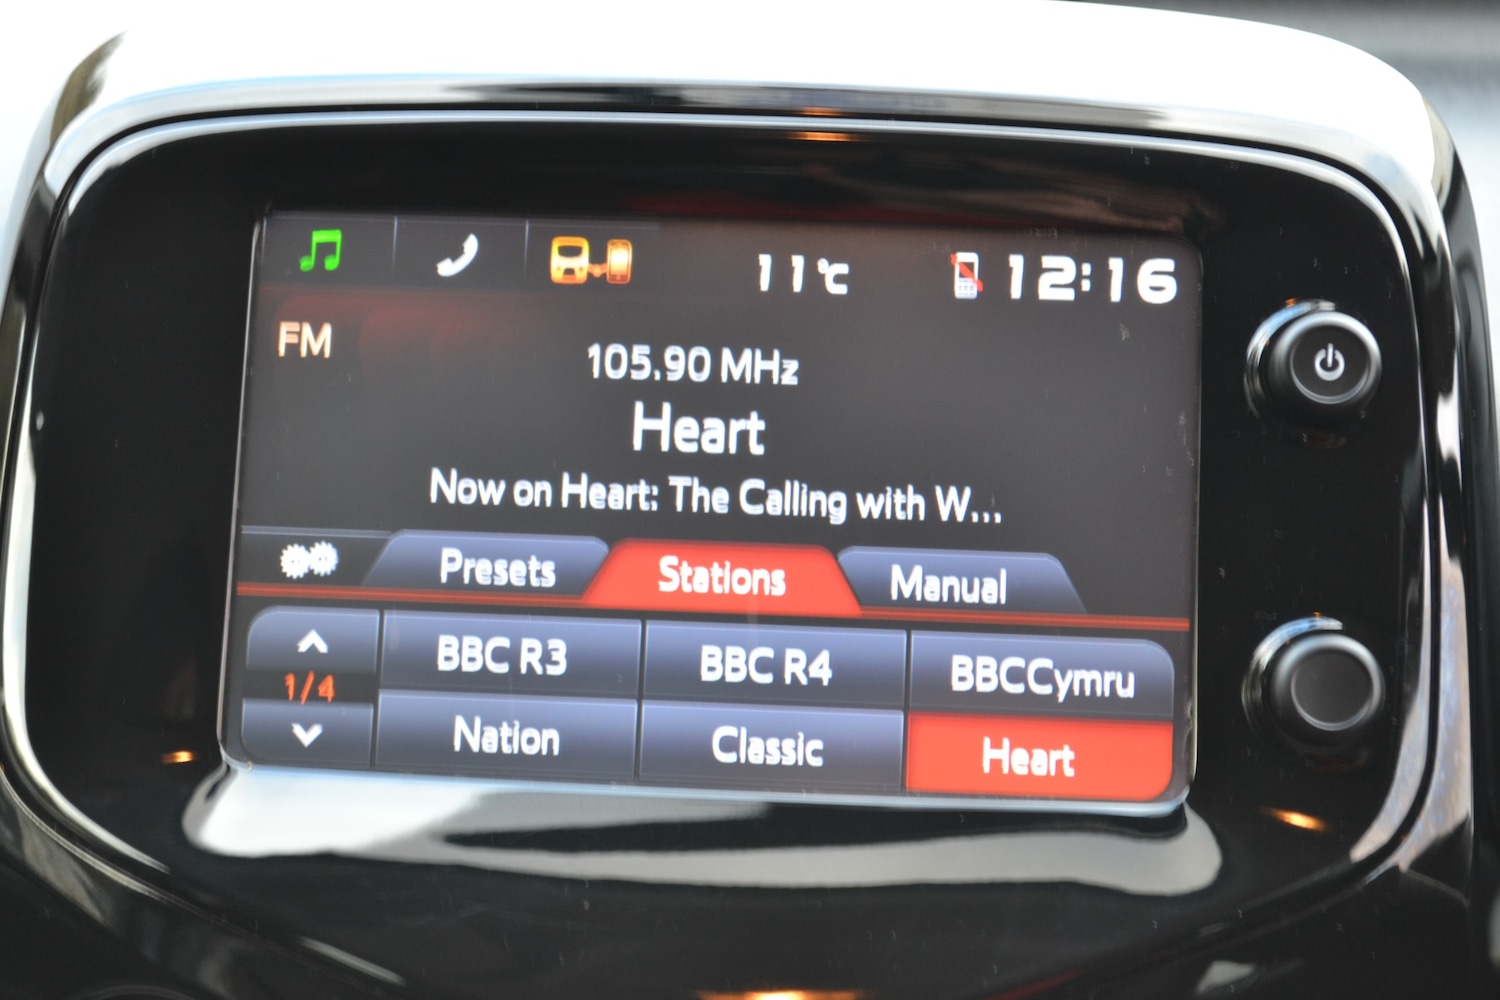 11°C
12:16
FM
105.90 MHz
Heart
Now on Heart: The Calling with W...
Presets
Stations
Manual
1/4
BBC R3
BBC R4
BBCCymru
Nation
Classic
Heart